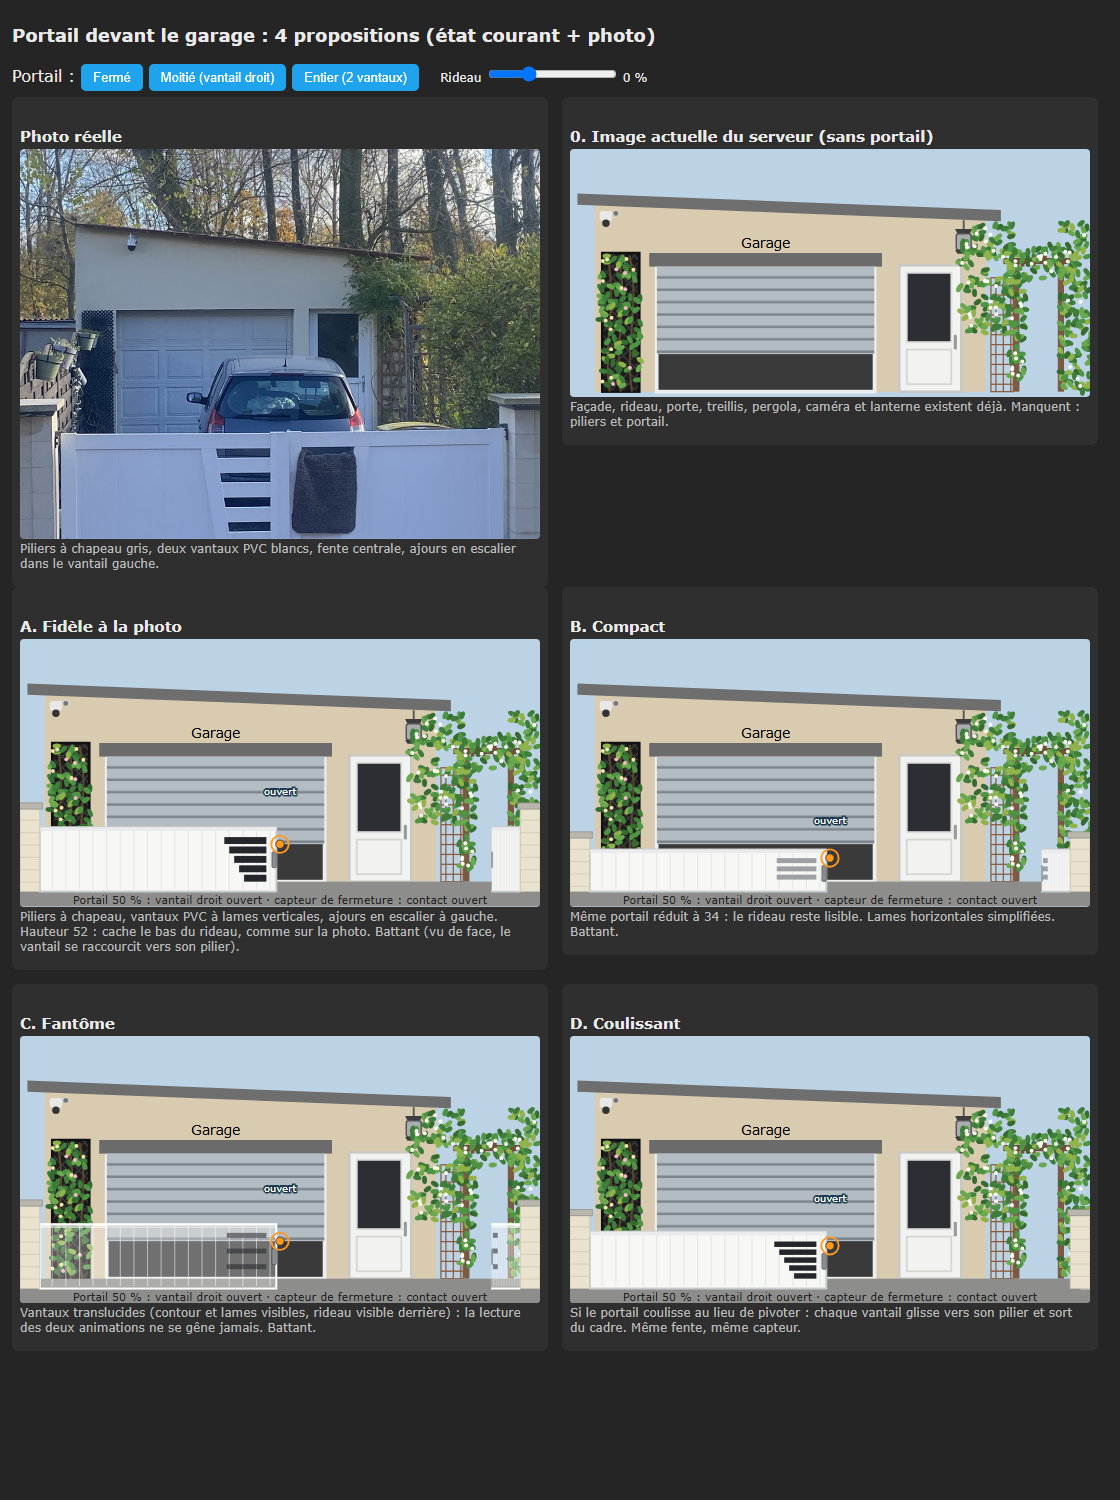 Portail devant le garage : 4 propositions (état courant + photo)
Portail : Fermé Moitié (vantail droit) Entier (2 vantaux) Rideau 0 %
Photo réelle
Piliers à chapeau gris, deux vantaux PVC blancs, fente centrale, ajours en escalier
dans le vantail gauche.
0. Image actuelle du serveur (sans portail)
Garage
Façade, rideau, porte, treillis, pergola, caméra et lanterne existent déjà. Manquent :
piliers et portail.
A. Fidèle à la photo
Garage
ouvert
Portail 50 % : vantail droit ouvert · capteur de fermeture : contact ouvert
Piliers à chapeau, vantaux PVC à lames verticales, ajours en escalier à gauche.
Hauteur 52 : cache le bas du rideau, comme sur la photo. Battant (vu de face, le
vantail se raccourcit vers son pilier).
B. Compact
Garage
ouvert
Portail 50 % : vantail droit ouvert · capteur de fermeture : contact ouvert
Même portail réduit à 34 : le rideau reste lisible. Lames horizontales simplifiées.
Battant.
C. Fantôme
Garage
ouvert
Portail 50 % : vantail droit ouvert · capteur de fermeture : contact ouvert
Vantaux translucides (contour et lames visibles, rideau visible derrière) : la lecture
des deux animations ne se gêne jamais. Battant.
D. Coulissant
Garage
ouvert
Portail 50 % : vantail droit ouvert · capteur de fermeture : contact ouvert
Si le portail coulisse au lieu de pivoter : chaque vantail glisse vers son pilier et sort
du cadre. Même fente, même capteur.